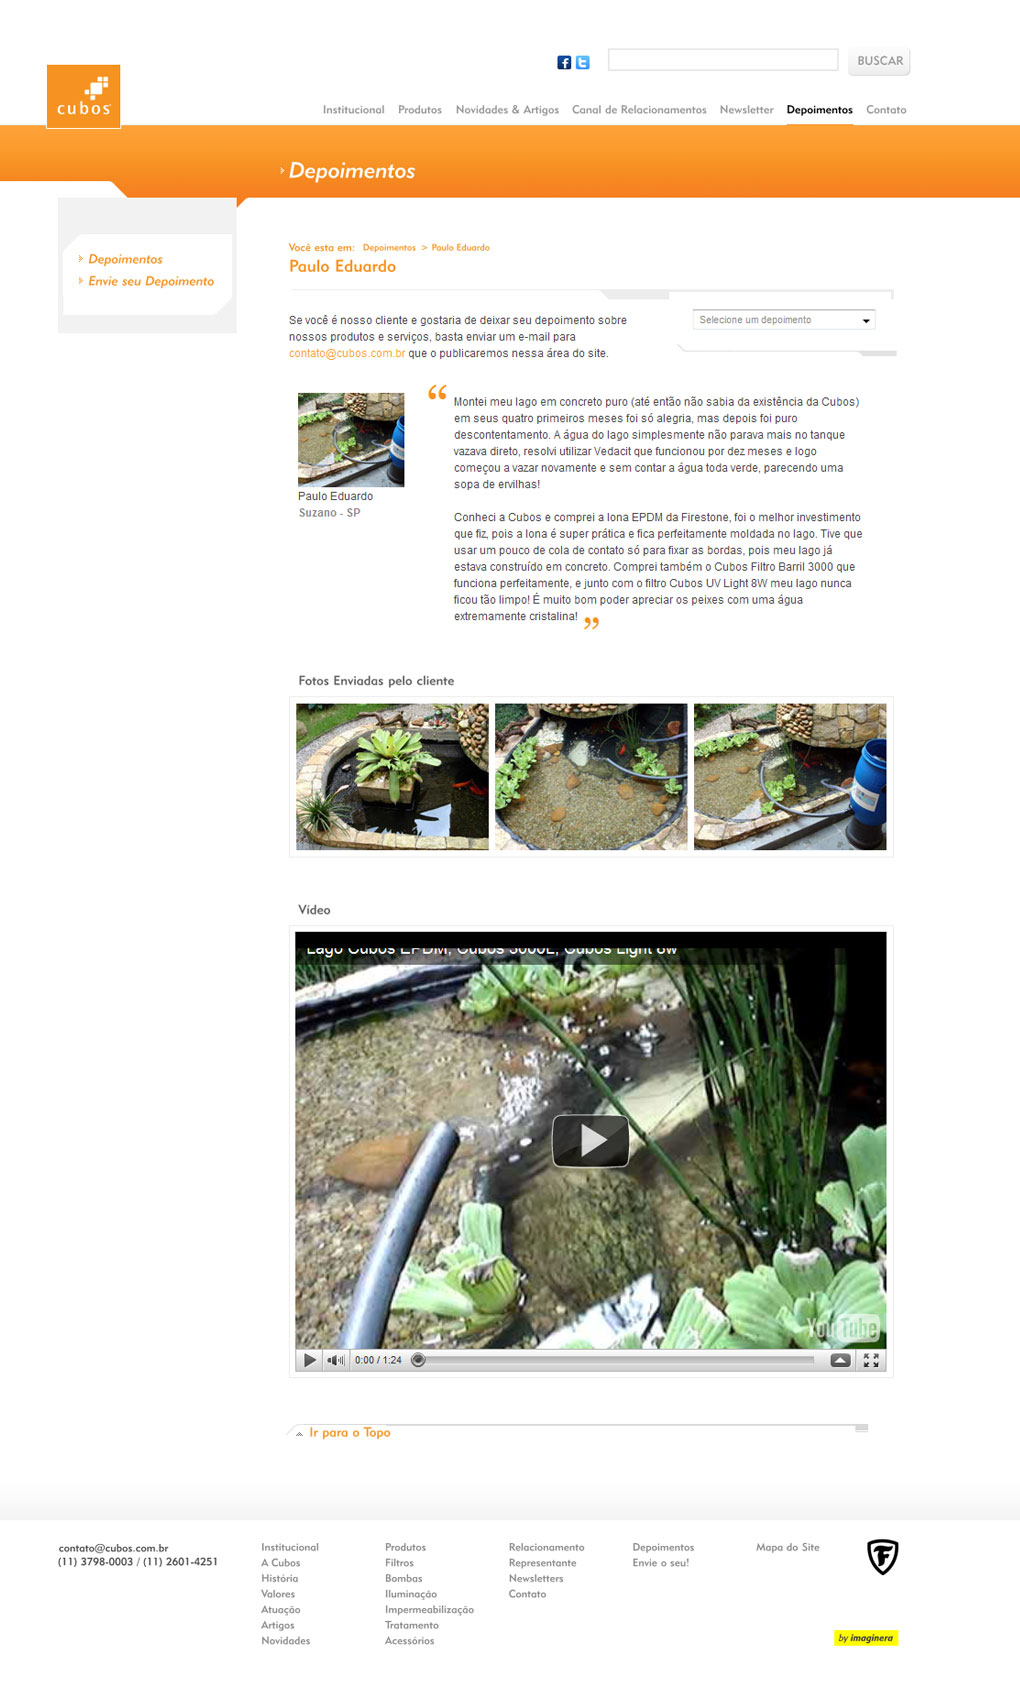 BUSCAR
cubos
Institucional Produtos Novidades & Artigos Canal de Relacionamentos Newsletter Depoimentos Contato
Depoimentos
Depoimentos
Envie seu Depoimento
Você esta em: Depoimentos > Paulo Eduardo
Paulo Eduardo
Selecione um depoimento
Se você é nosso cliente e gostaria de deixar seu depoimento sobre
nossos produtos e serviços, basta enviar um e-mail para
contato@cubos.com.br que o publicaremos nessa área do site.
Paulo Eduardo
Suzano - SP
“ Montei meu lago em concreto puro (até então não sabia da existência da Cubos)
em seus quatro primeiros meses foi só alegria, mas depois foi puro
descontentamento. A água do lago simplesmente não parava mais no tanque
vazava direto, resolvi utilizar Vedacit que funcionou por dez meses e logo
começou a vazar novamente e sem contar a água toda verde, parecendo uma
sopa de ervilhas!
Conheci a Cubos e comprei a lona EPDM da Firestone, foi o melhor investimento
que fiz, pois a lona é super prática e fica perfeitamente moldada no lago. Tive que
usar um pouco de cola de contato só para fixar as bordas, pois meu lago já
estava construído em concreto. Comprei também o Cubos Filtro Barril 3000 que
funciona perfeitamente, e junto com o filtro Cubos UV Light 8W meu lago nunca
ficou tão limpo! É muito bom poder apreciar os peixes com uma água
extremamente cristalina! ”
Fotos Enviadas pelo cliente
Vídeo
Lago Cubos EPDM, Cubos 3000L, Cubos Light 8w
YouTube
0:00 / 1:24
Ir para o Topo
contato@cubos.com.br
(11) 3798-0003 / (11) 2601-4251
Institucional
A Cubos
História
Valores
Atuação
Artigos
Novidades
Produtos
Filtros
Bombas
Iluminação
Impermeabilização
Tratamento
Acessórios
Relacionamento
Representante
Newsletters
Contato
Depoimentos
Envie o seu!
Mapa do Site
F
by imaginera